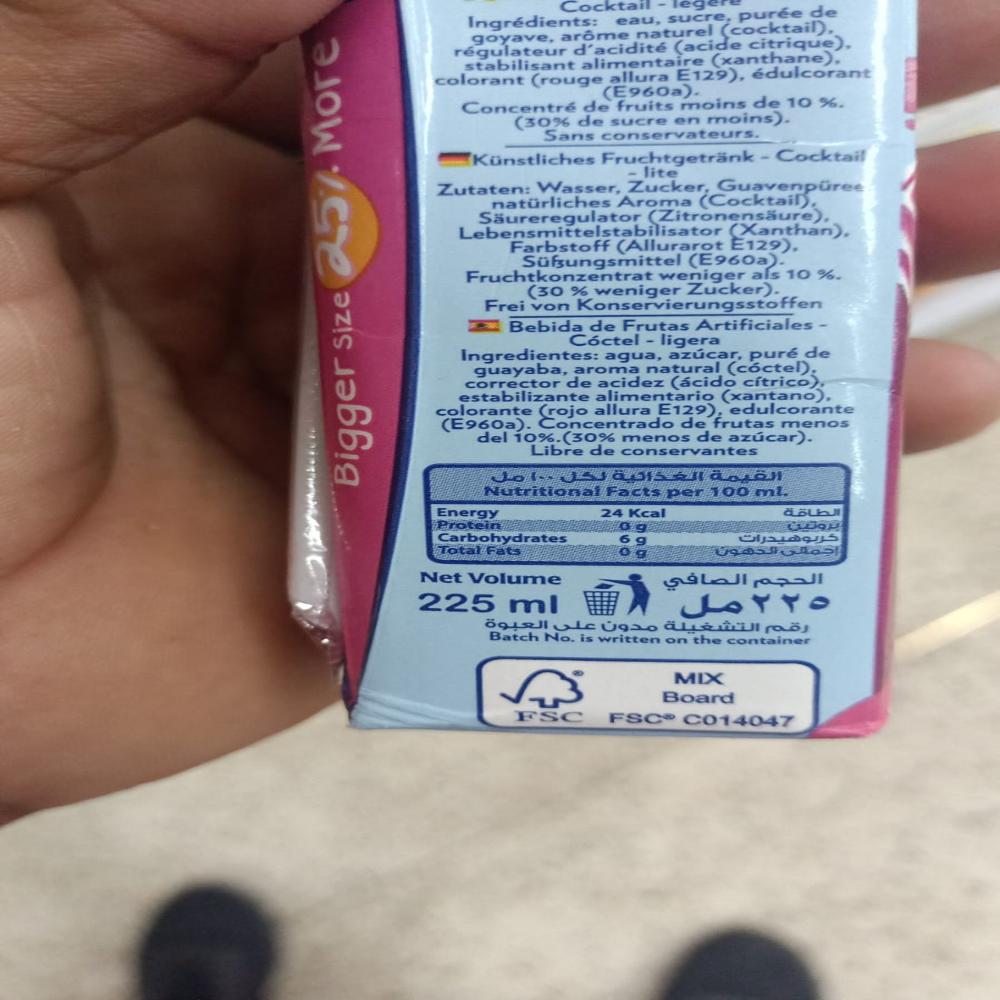 Cocktail - légère
Ingrédients: eau, sucre, purée de
goyave, arôme naturel (cocktail),
régulateur d'acidité (acide citrique),
stabilisant alimentaire (xanthane),
colorant (rouge allura E129), édulcorant
(E960a).
Concentré de fruits moins de 10 %.
(30% de sucre en moins).
Sans conservateurs.
Künstliches Fruchtgetränk - Cocktail
- lite
Zutaten: Wasser, Zucker, Guavenpüree
natürliches Aroma (Cocktail),
Säureregulator (Zitronensäure),
Lebensmittelstabilisator (Xanthan),
Farbstoff (Allurarot E129),
Süßungsmittel (E960a).
Fruchtkonzentrat weniger als 10 %.
(30 % weniger Zucker).
Frei von Konservierungsstoffen
Bebida de Frutas Artificiales -
Cóctel - ligera
Ingredientes: agua, azúcar, puré de
guayaba, aroma natural (cóctel),
corrector de acidez (ácido cítrico),
estabilizante alimentario (xantano),
colorante (rojo allura E129), edulcorante
(E960a). Concentrado de frutas menos
del 10%.(30% menos de azúcar).
Libre de conservantes
القيمة الغذائية لكل ١٠٠ مل
Nutritional Facts per 100 ml.
Energy 24 Kcal الطاقة
Protein 0 g بروتين
Carbohydrates 6 g كربوهيدرات
Total Fats 0 g إجمالى الدهون
Net Volume الحجم الصافي
225 ml ٢٢٥ مل
رقم التشغيلة مدون على العبوة
Batch No. is written on the container
MIX
Board
FSC FSC® C014047
Bigger size 25% More